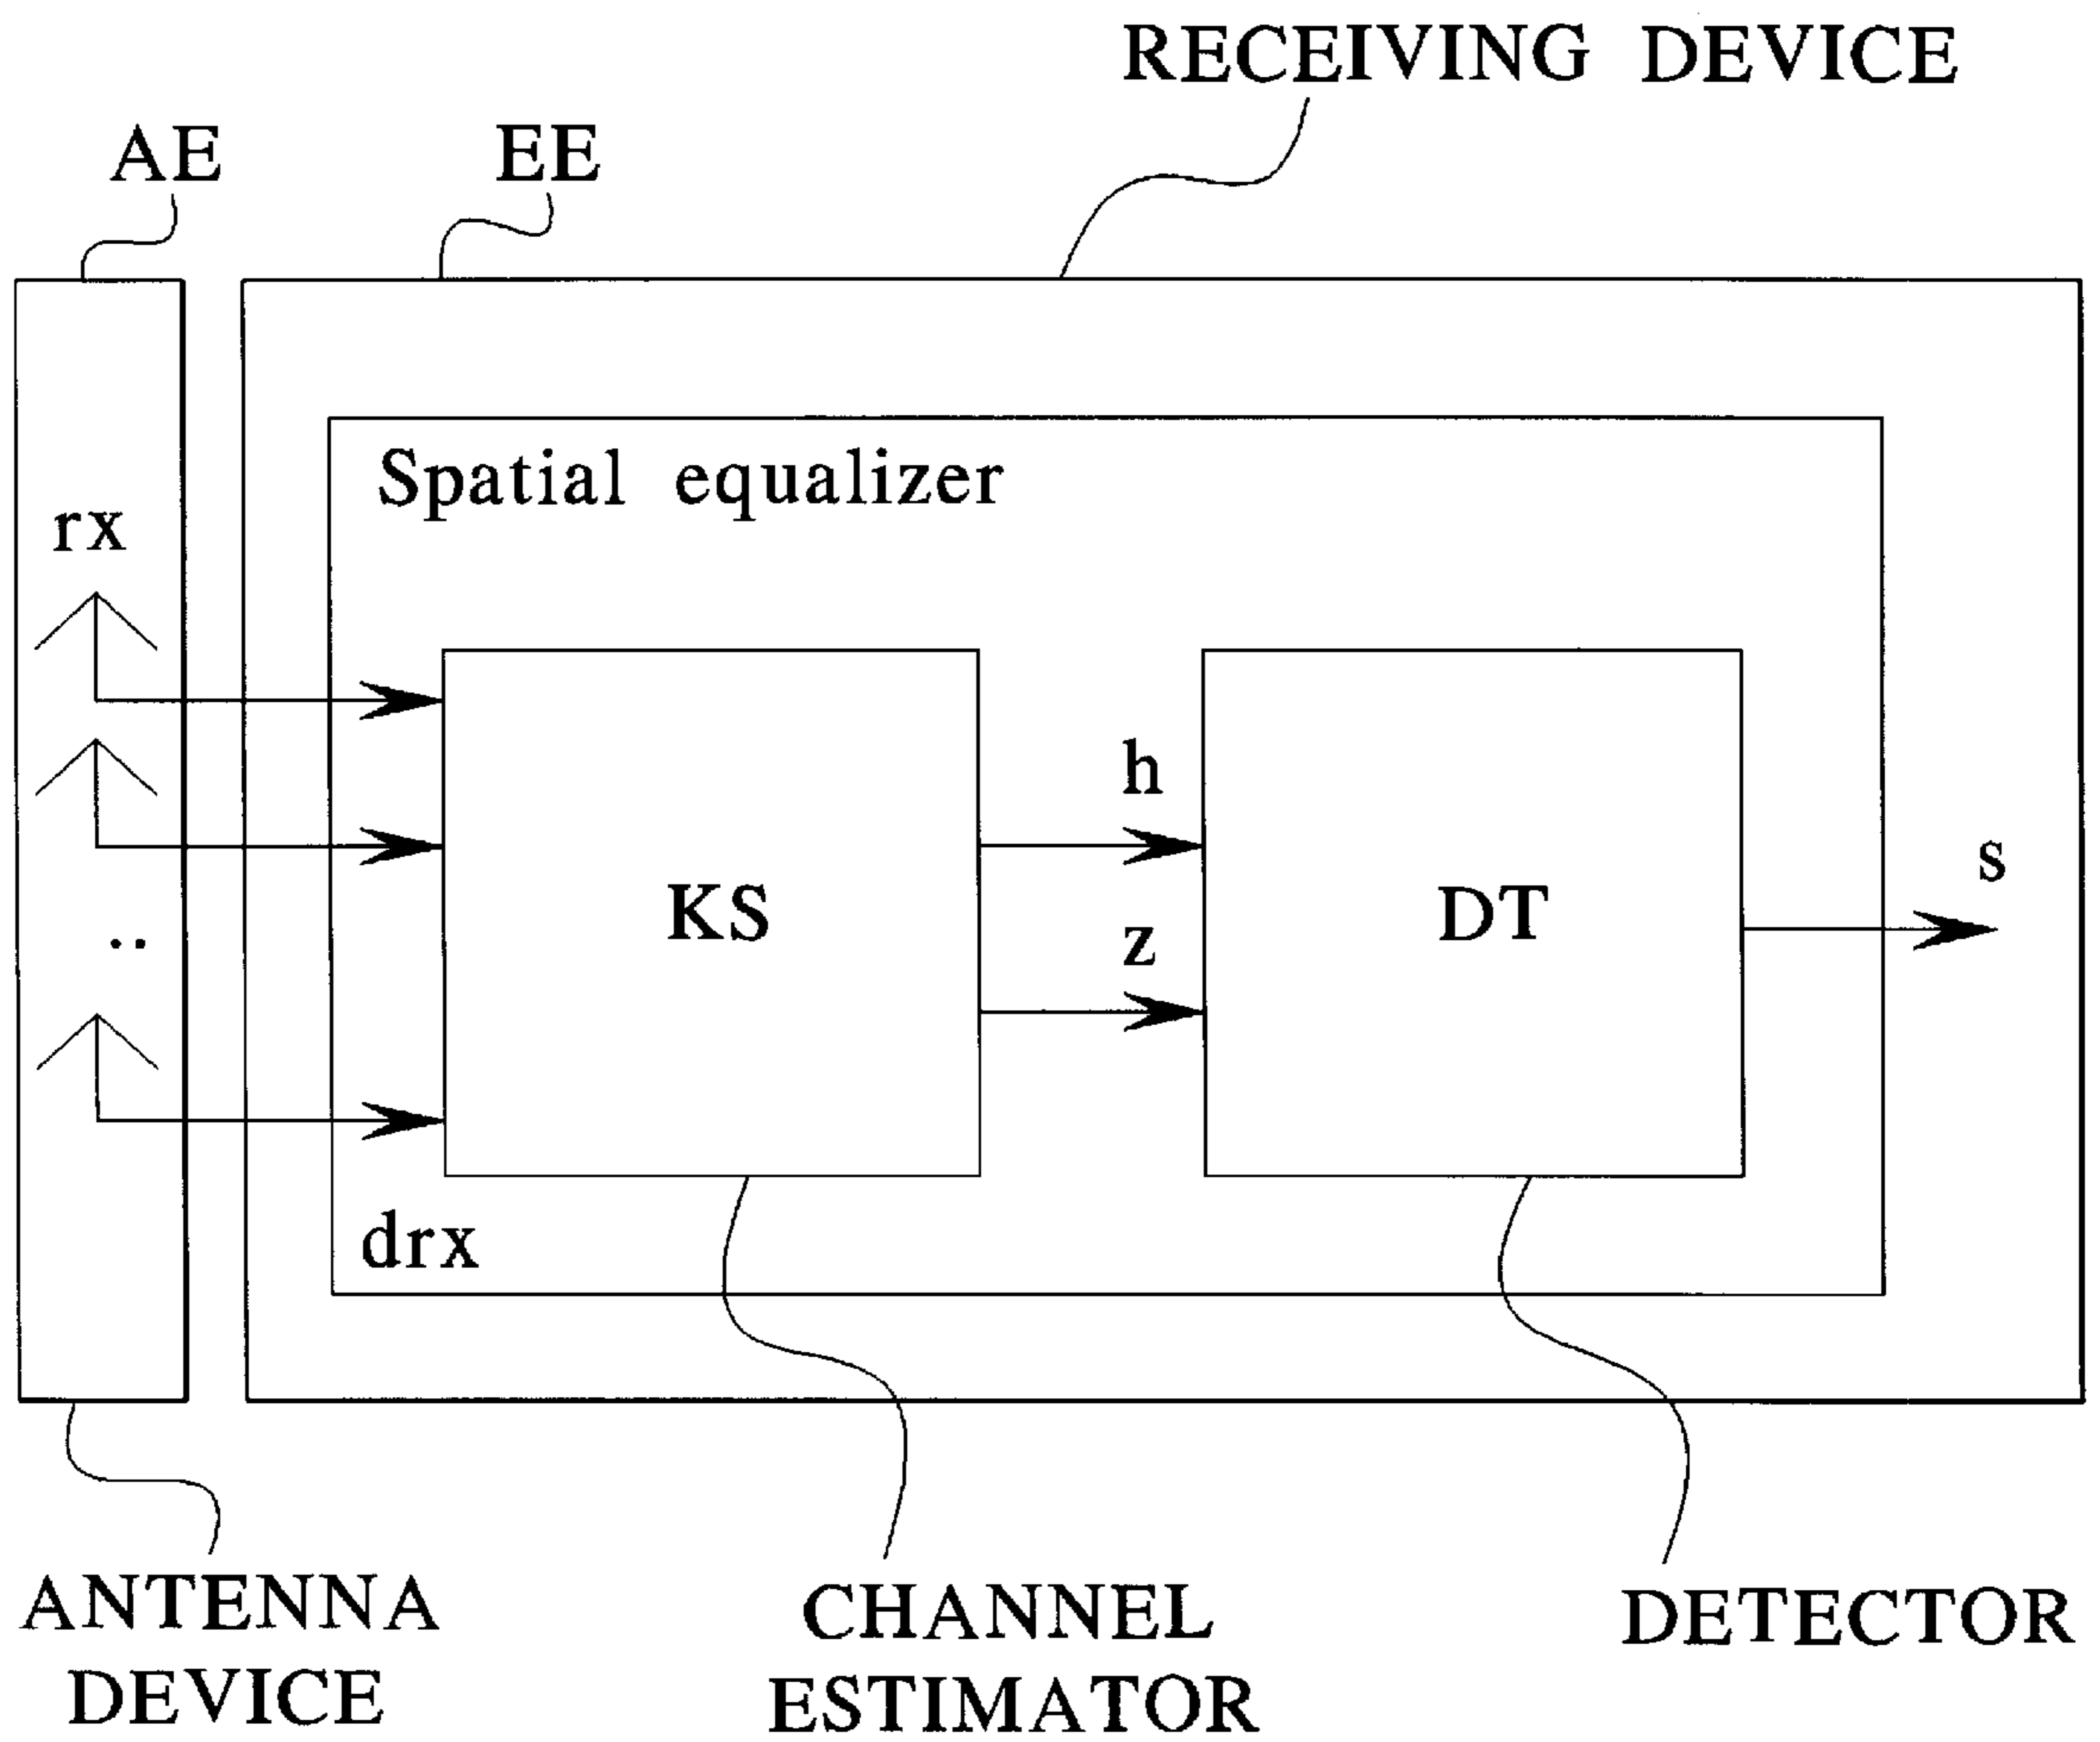 RECEIVING DEVICE
AE
EE
Spatial equalizer
rx
h
s
KS
DT
z
..
drx
ANTENNA
DEVICE
CHANNEL
ESTIMATOR
DETECTOR